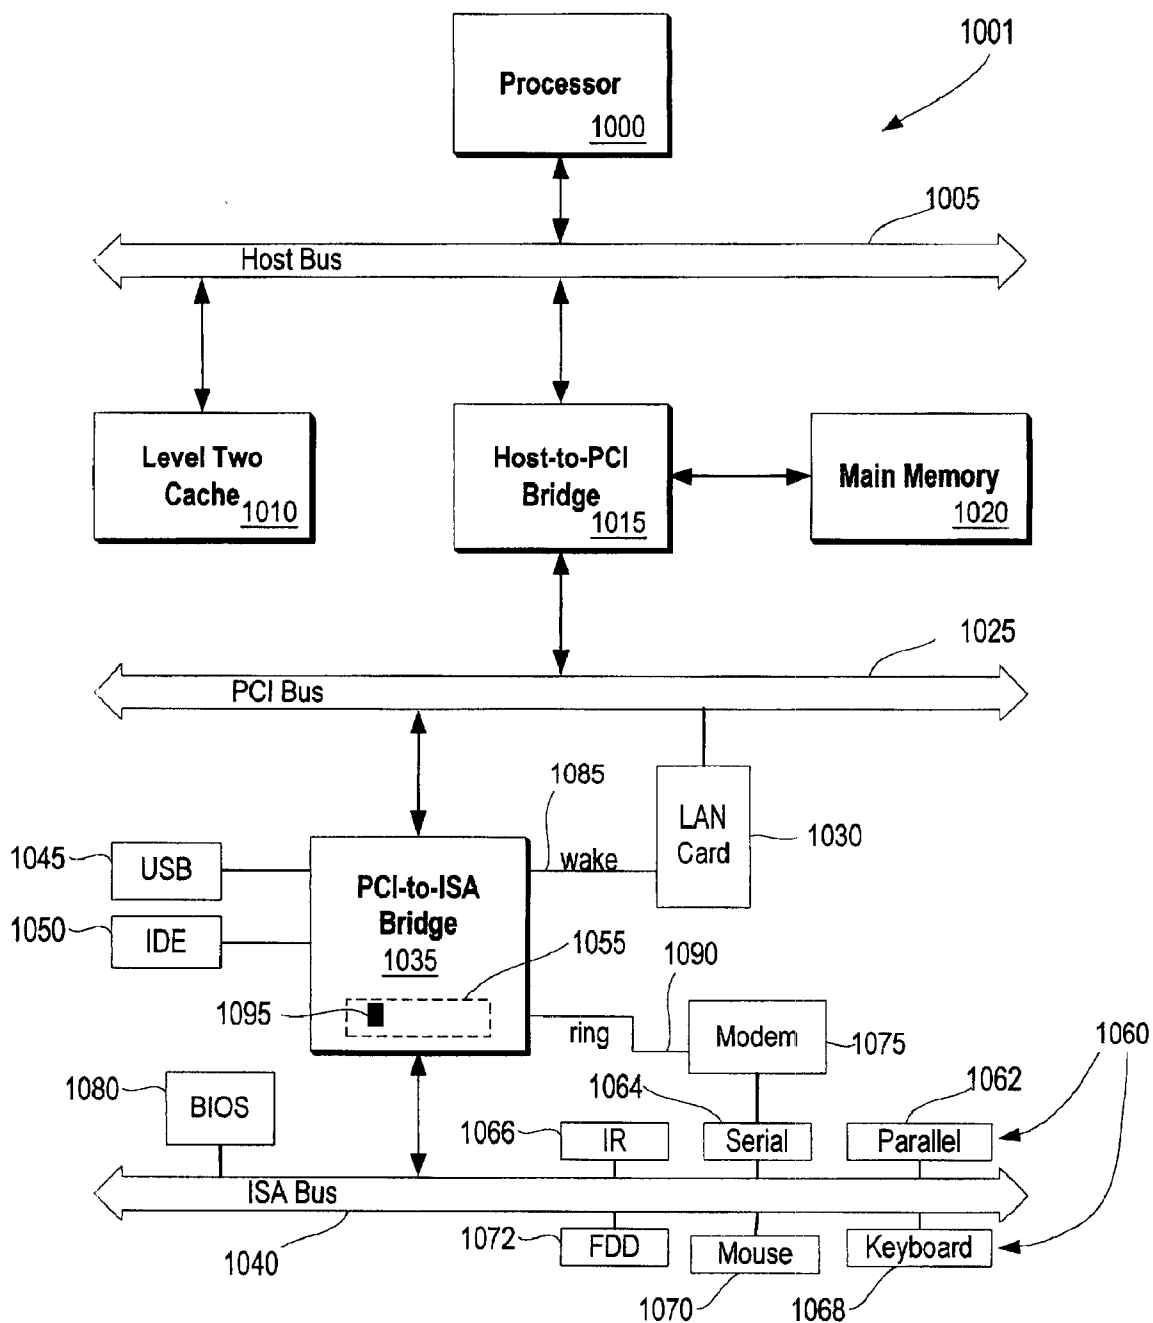 1001
Processor
1000
1005
Host Bus
Level Two
Cache
1010
Host-to-PCI
Bridge
1015
Main Memory
1020
1025
PCI Bus
1085
LAN
Card
1030
wake
1045
USB
1050
IDE
PCI-to-ISA
Bridge
1035
1055
1095
1090
ring
Modem
1075
1060
1080
BIOS
1064
1062
1066
IR
Serial
Parallel
ISA Bus
1040
1072
FDD
Mouse
Keyboard
1070
1068